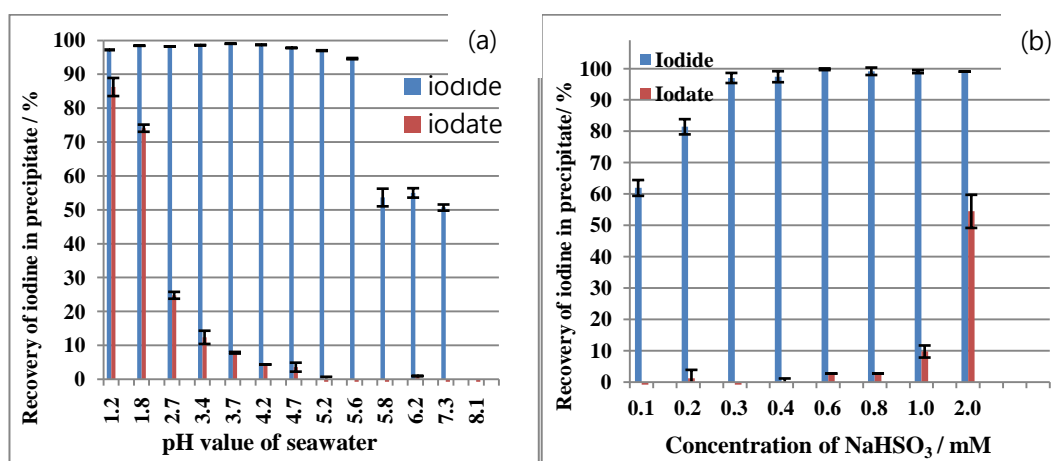 (a)
Recovery of iodine in precipitate / %
100
90
80
70
60
50
40
30
20
10
0
iodide
iodate
1.2 1.8 2.7 3.4 3.7 4.2 4.7 5.2 5.6 5.8 6.2 7.3 8.1
pH value of seawater
(b)
Recovery of iodine in precipitate/ %
100
90
80
70
60
50
40
30
20
10
0
Iodide
Iodate
0.1 0.2 0.3 0.4 0.6 0.8 1.0 2.0
Concentration of NaHSO₃ / mM